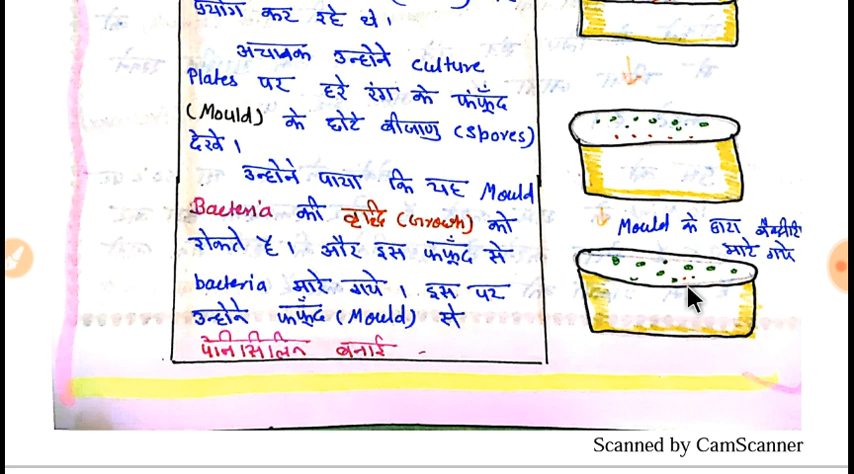 प्रयोग कर रहे थे।
अचानक उन्होने culture
Plates पर हरे रंग के फफूँद
(Mould) के छोटे बीजाणु (spores)
देखे।
उन्होने पाया कि यह Mould
Bacteria की वृद्धि (Growth) को
रोकते है। और इस फफूँद से
bacteria मारे गये। इस पर
उन्होने फफूँद (Mould) से
पेनिसिलिन बनाई -
Mould के द्वारा
मारे गये
Scanned by CamScanner